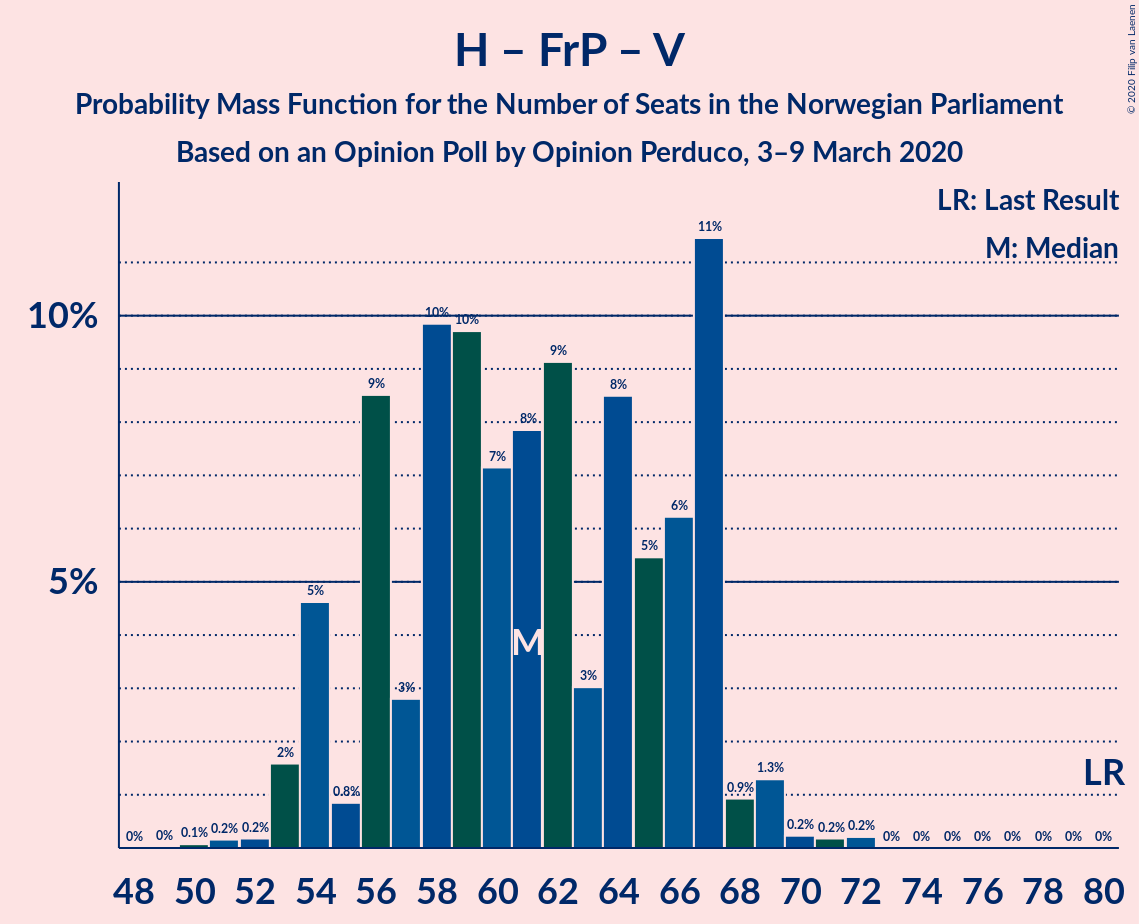 H – FrP – V
Probability Mass Function for the Number of Seats in the Norwegian Parliament
Based on an Opinion Poll by Opinion Perduco, 3–9 March 2020
© 2020 Filip van Laenen
LR: Last Result
M: Median
10%
5%
0% 0% 0.1% 0.2% 0.2% 2% 5% 0.8% 9% 3% 10% 10% 7% 8% 9% 3% 8% 5% 6% 11% 0.9% 1.3% 0.2% 0.2% 0.2% 0% 0% 0% 0% 0% 0% 0% 0%
M
LR
48 50 52 54 56 58 60 62 64 66 68 70 72 74 76 78 80